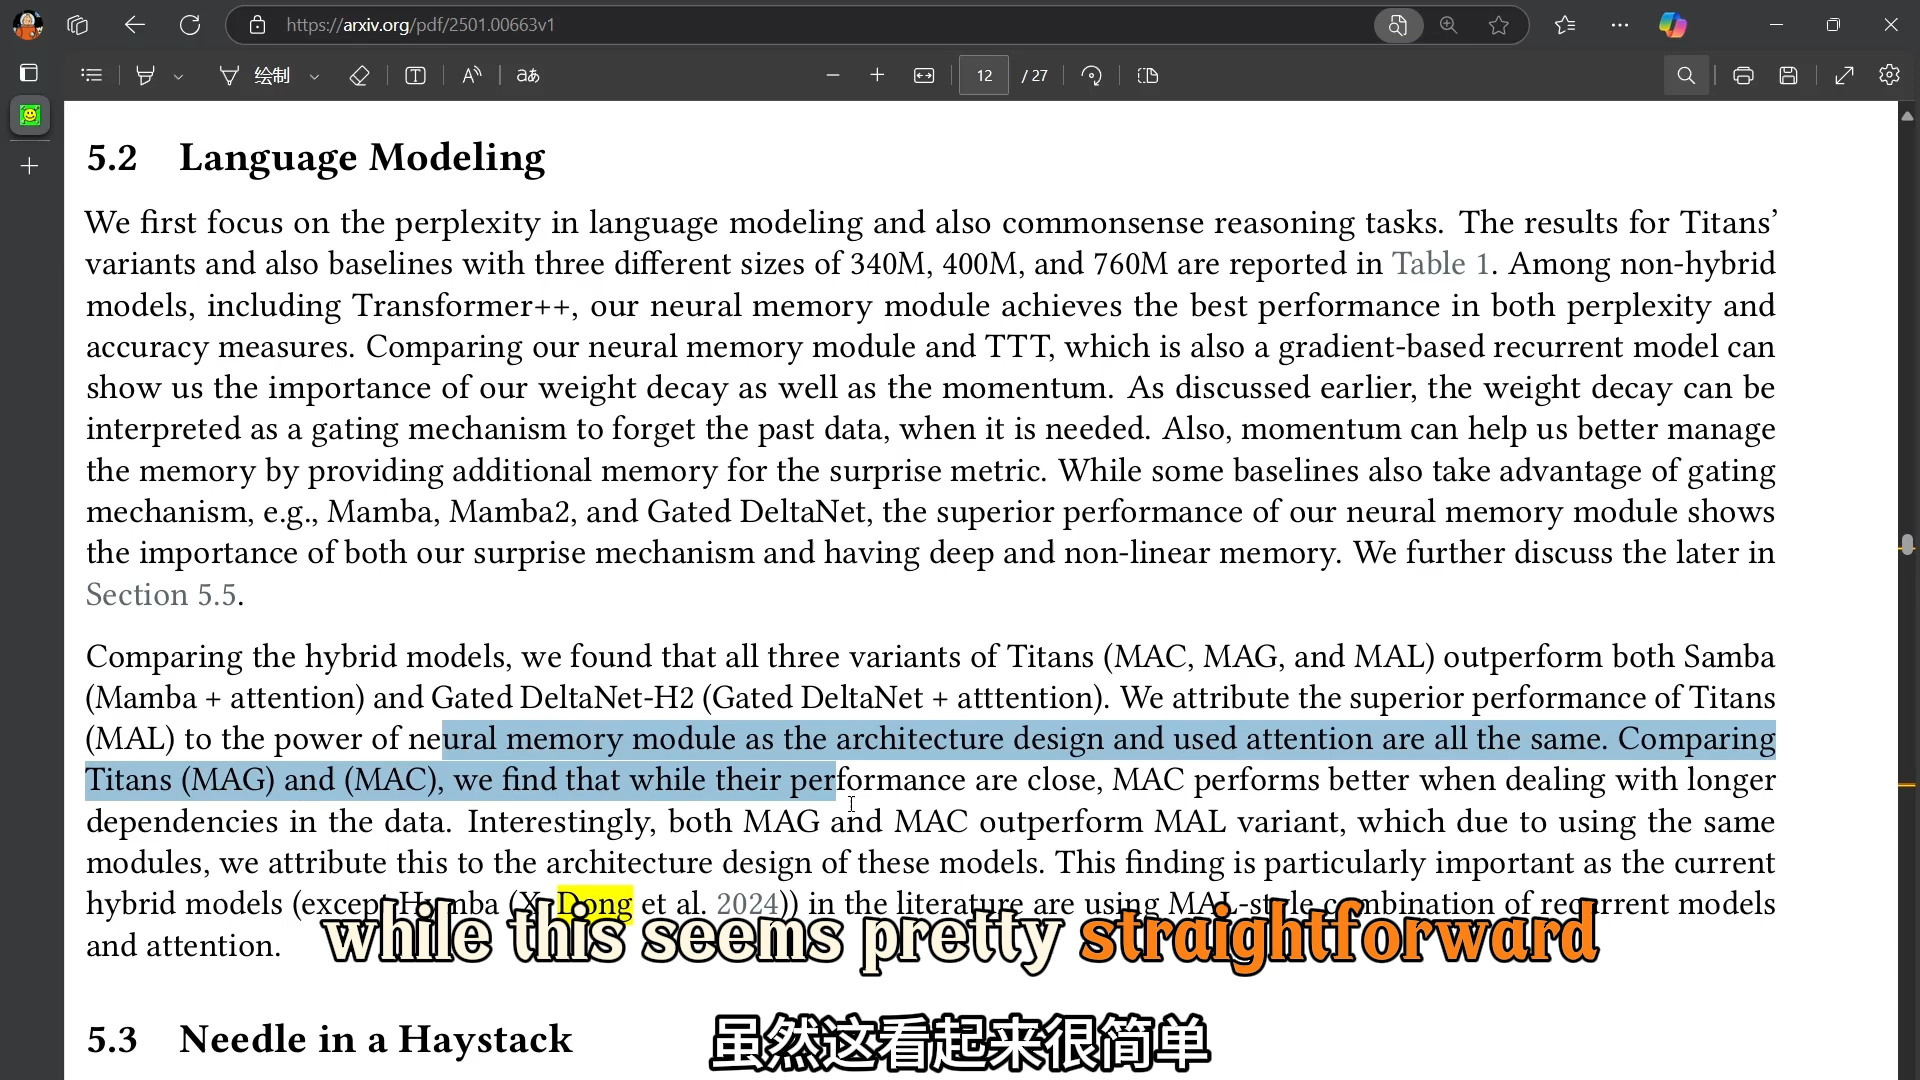 https://arxiv.org/pdf/2501.00663v1
绘制
aあ
12 / 27
5.2 Language Modeling
We first focus on the perplexity in language modeling and also commonsense reasoning tasks. The results for Titans’
variants and also baselines with three different sizes of 340M, 400M, and 760M are reported in Table 1. Among non-hybrid
models, including Transformer++, our neural memory module achieves the best performance in both perplexity and
accuracy measures. Comparing our neural memory module and TTT, which is also a gradient-based recurrent model can
show us the importance of our weight decay as well as the momentum. As discussed earlier, the weight decay can be
interpreted as a gating mechanism to forget the past data, when it is needed. Also, momentum can help us better manage
the memory by providing additional memory for the surprise metric. While some baselines also take advantage of gating
mechanism, e.g., Mamba, Mamba2, and Gated DeltaNet, the superior performance of our neural memory module shows
the importance of both our surprise mechanism and having deep and non-linear memory. We further discuss the later in
Section 5.5.
Comparing the hybrid models, we found that all three variants of Titans (MAC, MAG, and MAL) outperform both Samba
(Mamba + attention) and Gated DeltaNet-H2 (Gated DeltaNet + atttention). We attribute the superior performance of Titans
(MAL) to the power of neural memory module as the architecture design and used attention are all the same. Comparing
Titans (MAG) and (MAC), we find that while their performance are close, MAC performs better when dealing with longer
dependencies in the data. Interestingly, both MAG and MAC outperform MAL variant, which due to using the same
modules, we attribute this to the architecture design of these models. This finding is particularly important as the current
hybrid models (except Hymba (X. Dong et al. 2024)) in the literature are using MAL-style combination of recurrent models
and attention.
while this seems pretty straightforward
5.3 Needle in a Haystack
虽然这看起来很简单